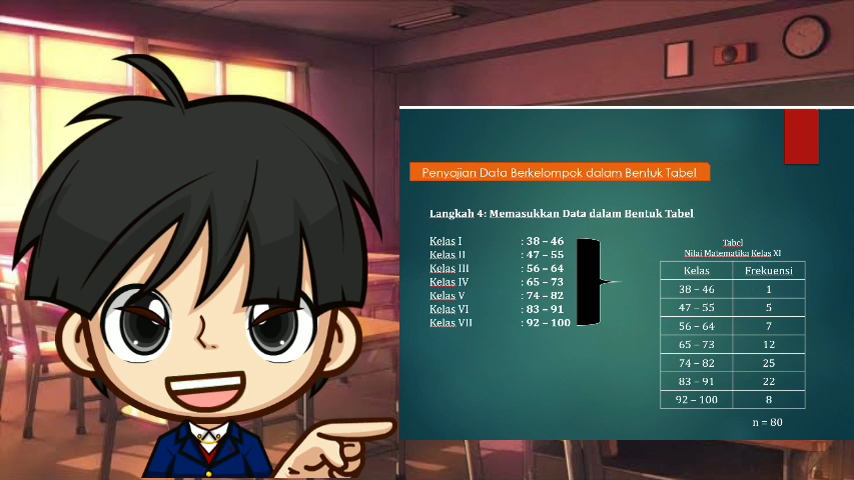 Penyajian Data Berkelompok dalam Bentuk Tabel
Langkah 4: Memasukkan Data dalam Bentuk Tabel
Kelas I : 38 – 46
Kelas II : 47 – 55
Kelas III : 56 – 64
Kelas IV : 65 – 73
Kelas V : 74 – 82
Kelas VI : 83 – 91
Kelas VII : 92 – 100
Tabel
Nilai Matematika Kelas XI
Kelas Frekuensi
38 – 46 1
47 – 55 5
56 – 64 7
65 – 73 12
74 – 82 25
83 – 91 22
92 – 100 8
n = 80